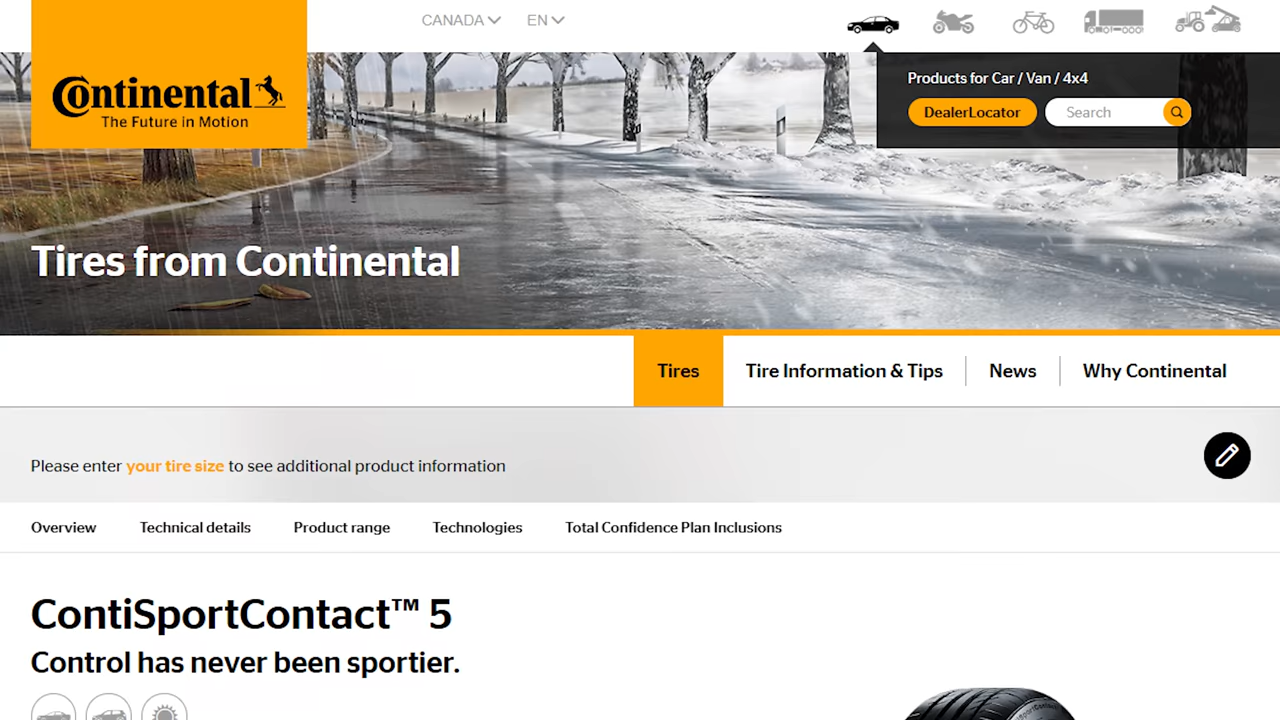 CANADA EN
Continental
The Future in Motion
Products for Car / Van / 4x4
DealerLocator Search
Tires from Continental
Tires Tire Information & Tips News Why Continental
Please enter your tire size to see additional product information
Overview Technical details Product range Technologies Total Confidence Plan Inclusions
ContiSportContact™ 5
Control has never been sportier.